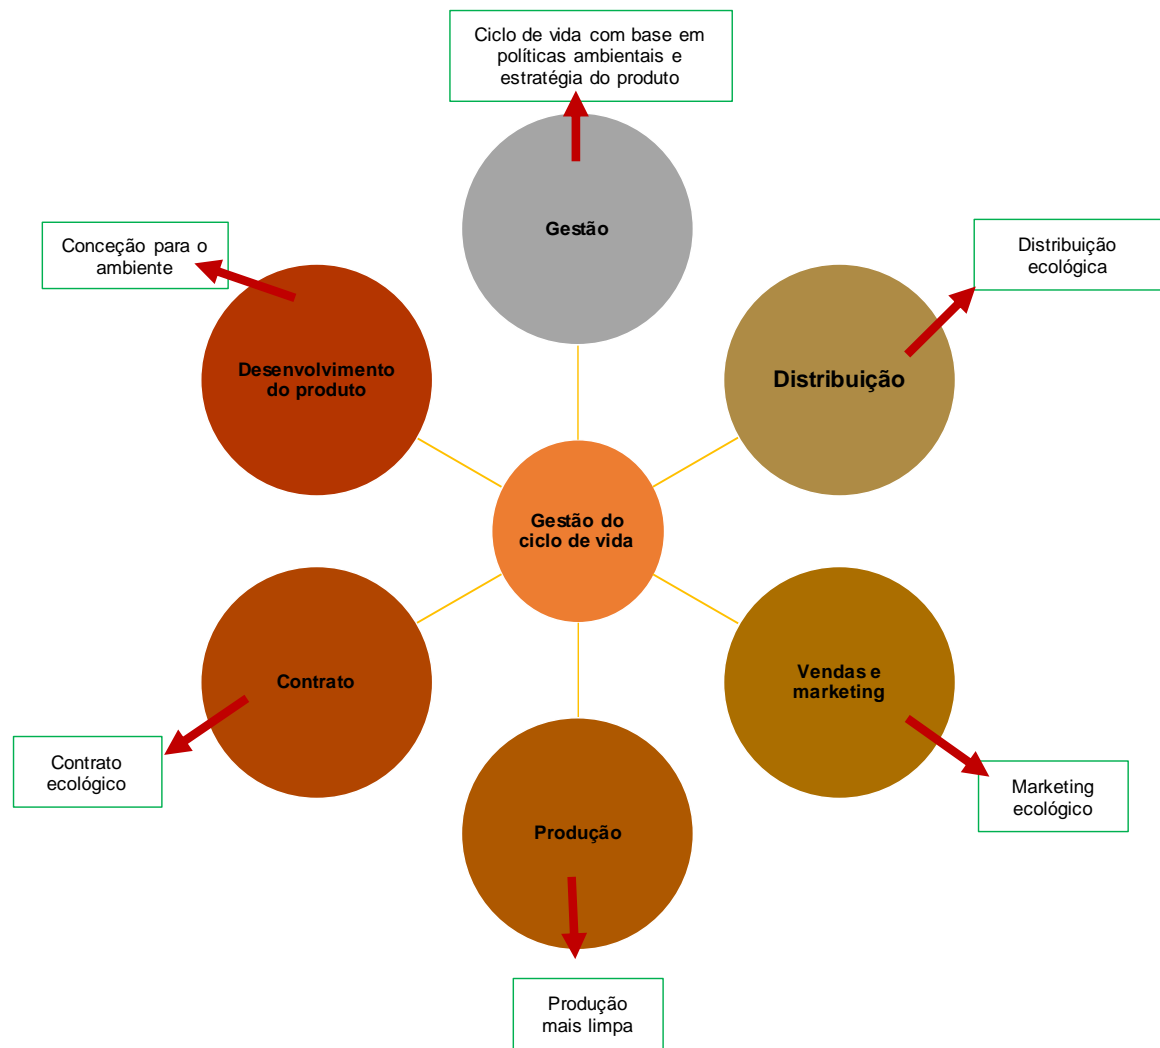 Ciclo de vida com base em
políticas ambientais e
estratégia do produto
Gestão
Conceção para o
ambiente
Distribuição
ecológica
Desenvolvimento
do produto
Distribuição
Gestão do
ciclo de vida
Contrato
Vendas e
marketing
Contrato
ecológico
Marketing
ecológico
Produção
Produção
mais limpa